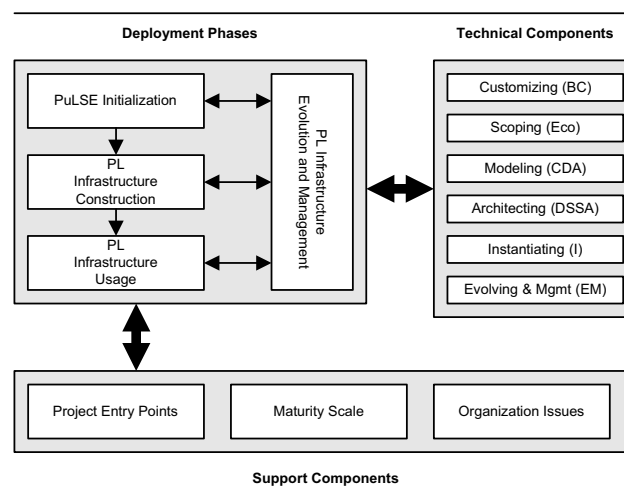 Deployment Phases
Technical Components
PuLSE Initialization
PL
Infrastructure
Construction
PL
Infrastructure
Usage
PL Infrastructure
Evolution and Management
Customizing (BC)
Scoping (Eco)
Modeling (CDA)
Architecting (DSSA)
Instantiating (I)
Evolving & Mgmt (EM)
Project Entry Points
Maturity Scale
Organization Issues
Support Components